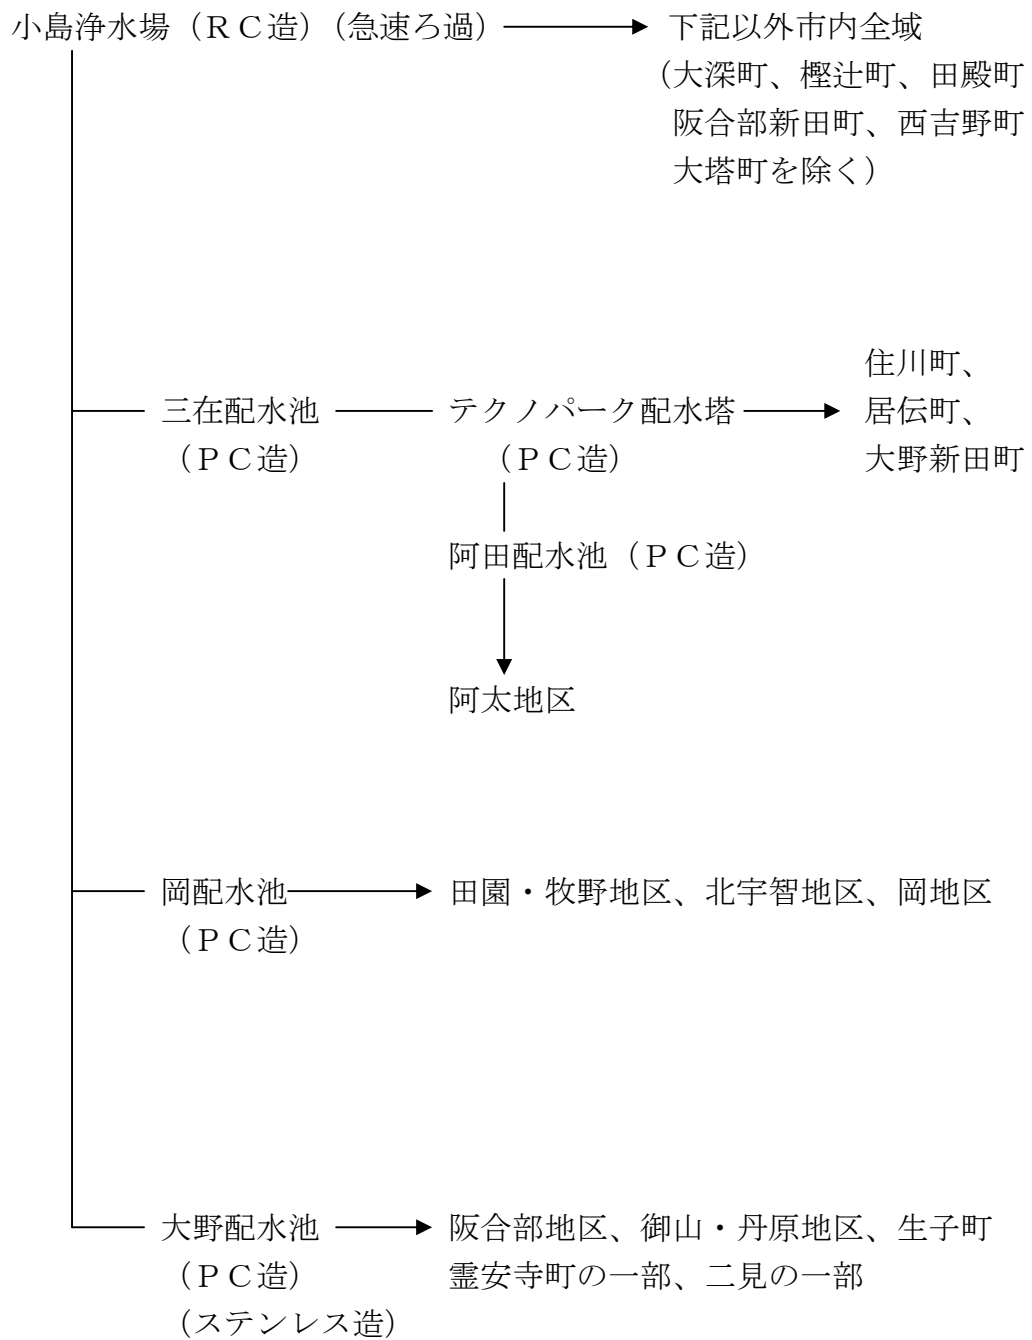 小島浄水場（ＲＣ造）（急速ろ過） 下記以外市内全域
（大深町、樫辻町、田殿町
阪合部新田町、西吉野町
大塔町を除く）
住川町、
三在配水池 テクノパーク配水塔 居伝町、
（ＰＣ造） （ＰＣ造） 大野新田町
阿田配水池（ＰＣ造）
阿太地区
岡配水池 田園・牧野地区、北宇智地区、岡地区
（ＰＣ造）
大野配水池 阪合部地区、御山・丹原地区、生子町
（ＰＣ造） 霊安寺町の一部、二見の一部
（ステンレス造）